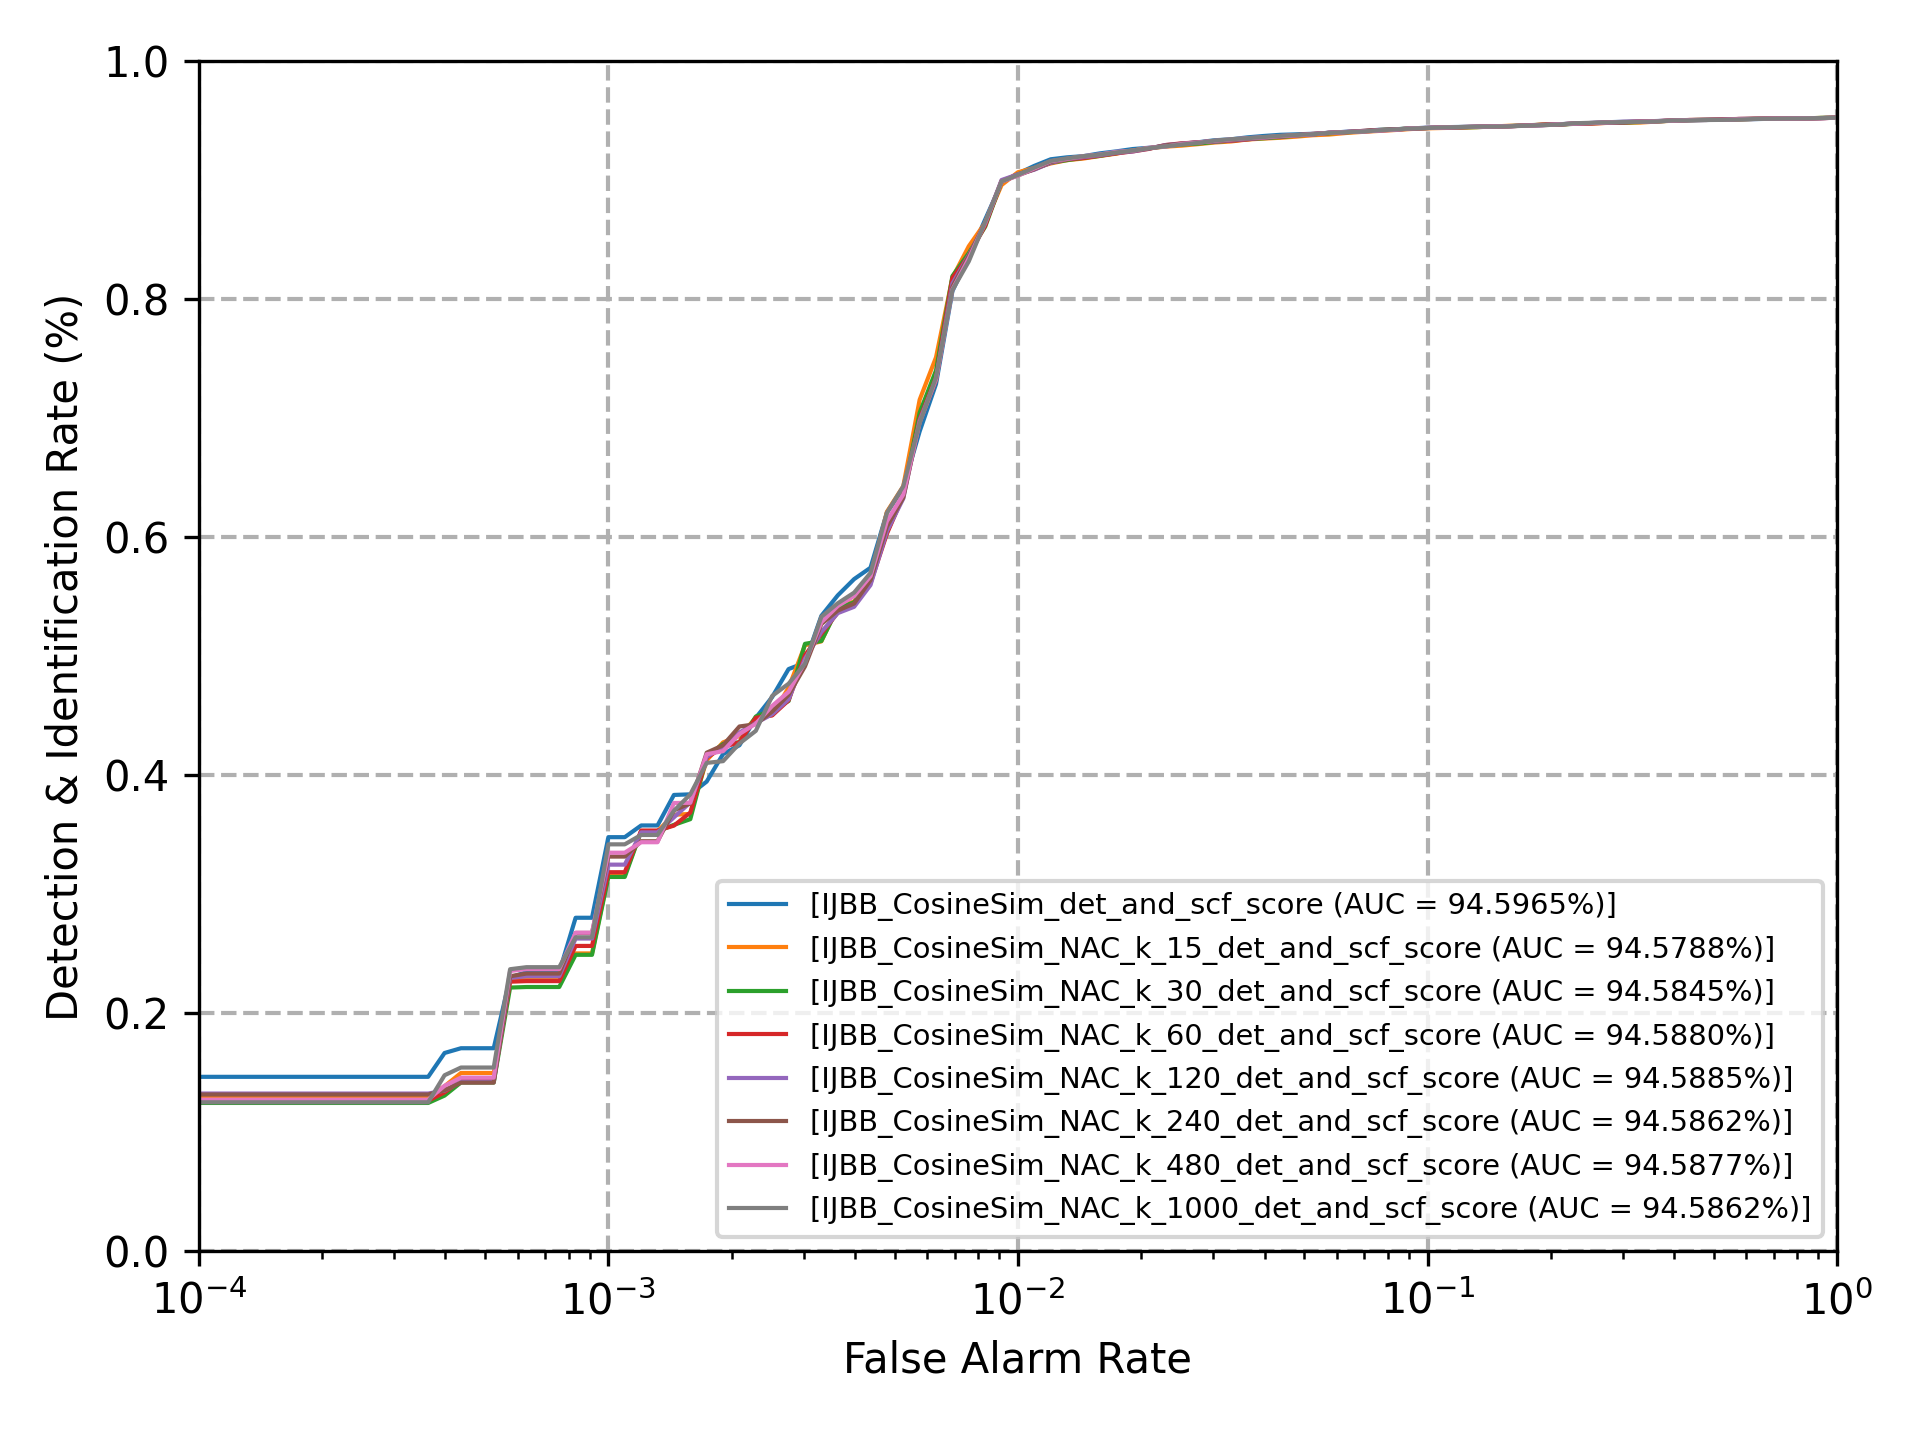 1.0
0.8
0.6
0.4
0.2
0.0
Detection & Identification Rate (%)
[IJBB_CosineSim_det_and_scf_score (AUC = 94.5965%)]
[IJBB_CosineSim_NAC_k_15_det_and_scf_score (AUC = 94.5788%)]
[IJBB_CosineSim_NAC_k_30_det_and_scf_score (AUC = 94.5845%)]
[IJBB_CosineSim_NAC_k_60_det_and_scf_score (AUC = 94.5880%)]
[IJBB_CosineSim_NAC_k_120_det_and_scf_score (AUC = 94.5885%)]
[IJBB_CosineSim_NAC_k_240_det_and_scf_score (AUC = 94.5862%)]
[IJBB_CosineSim_NAC_k_480_det_and_scf_score (AUC = 94.5877%)]
[IJBB_CosineSim_NAC_k_1000_det_and_scf_score (AUC = 94.5862%)]
10⁻⁴ 10⁻³ 10⁻² 10⁻¹ 10⁰
False Alarm Rate